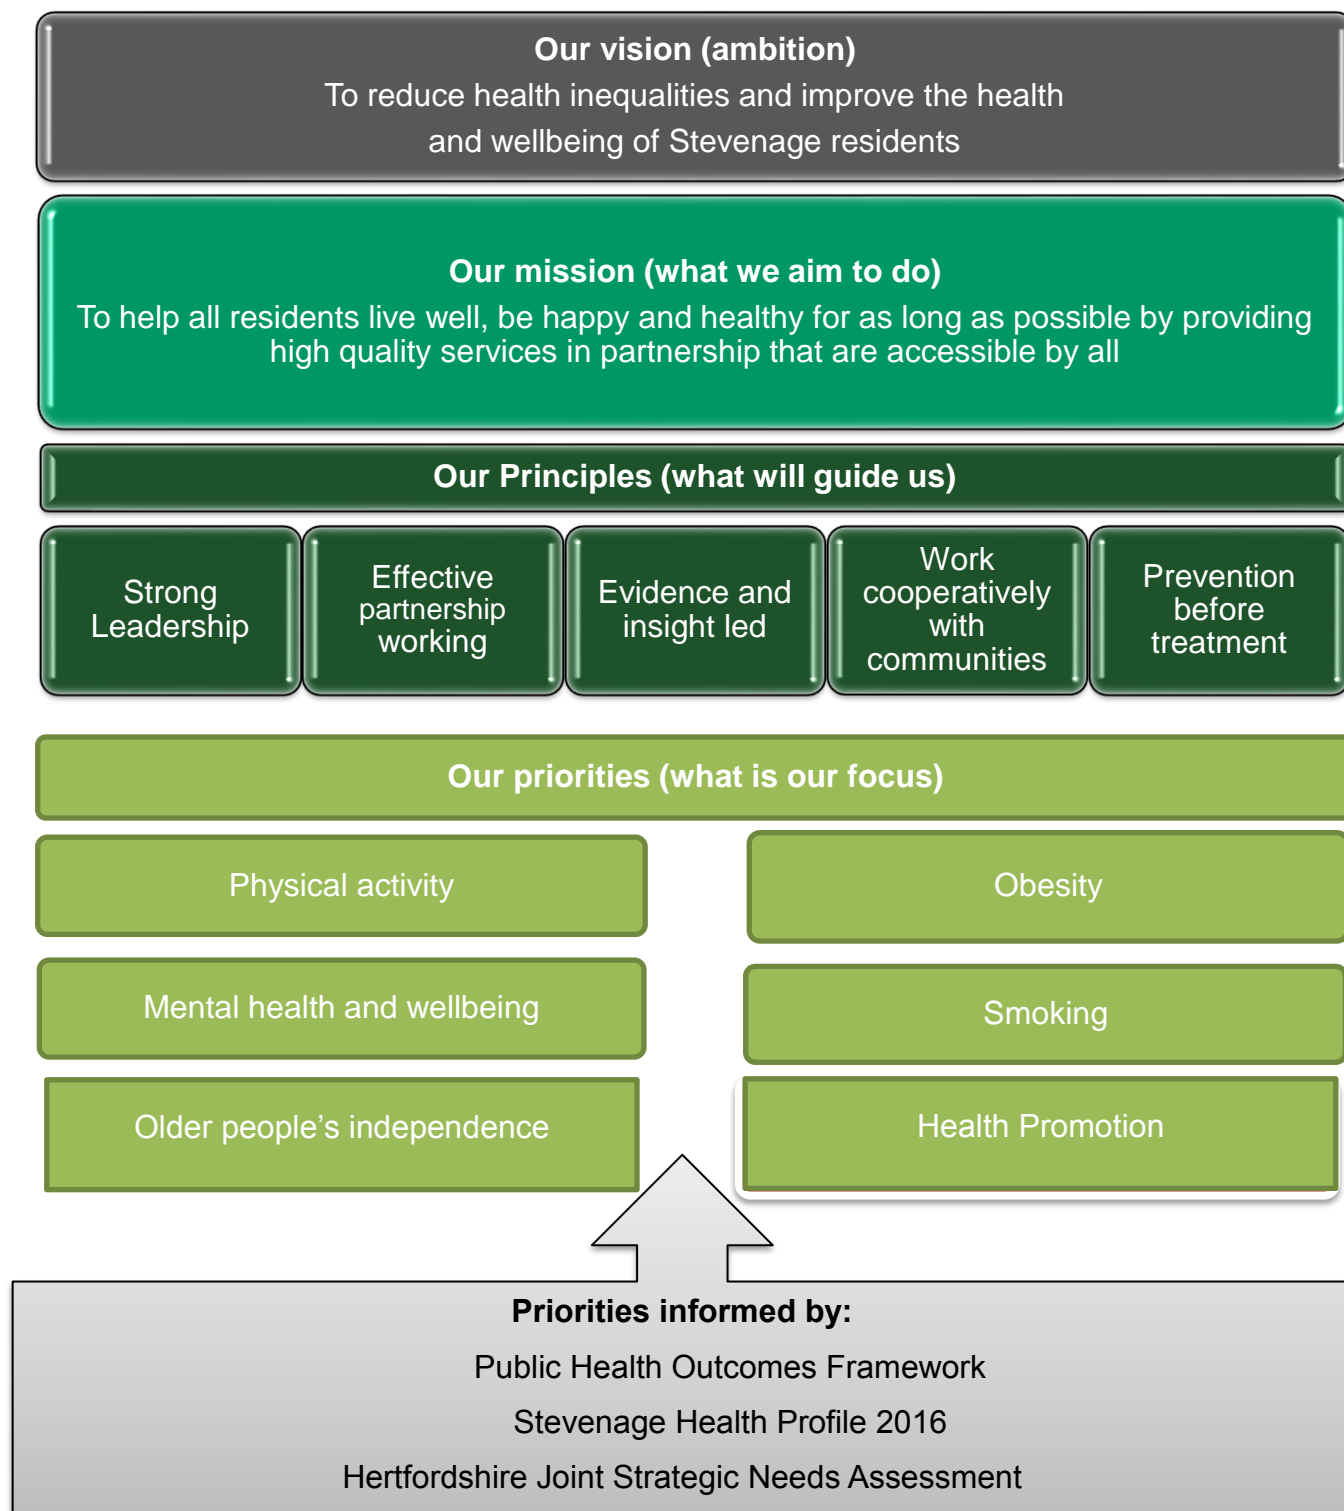 Our vision (ambition)
To reduce health inequalities and improve the health
and wellbeing of Stevenage residents
Our mission (what we aim to do)
To help all residents live well, be happy and healthy for as long as possible by providing
high quality services in partnership that are accessible by all
Our Principles (what will guide us)
Strong
Leadership
Effective
partnership
working
Evidence and
insight led
Work
cooperatively
with
communities
Prevention
before
treatment
Our priorities (what is our focus)
Physical activity
Obesity
Mental health and wellbeing
Smoking
Older people’s independence
Health Promotion
Priorities informed by:
Public Health Outcomes Framework
Stevenage Health Profile 2016
Hertfordshire Joint Strategic Needs Assessment